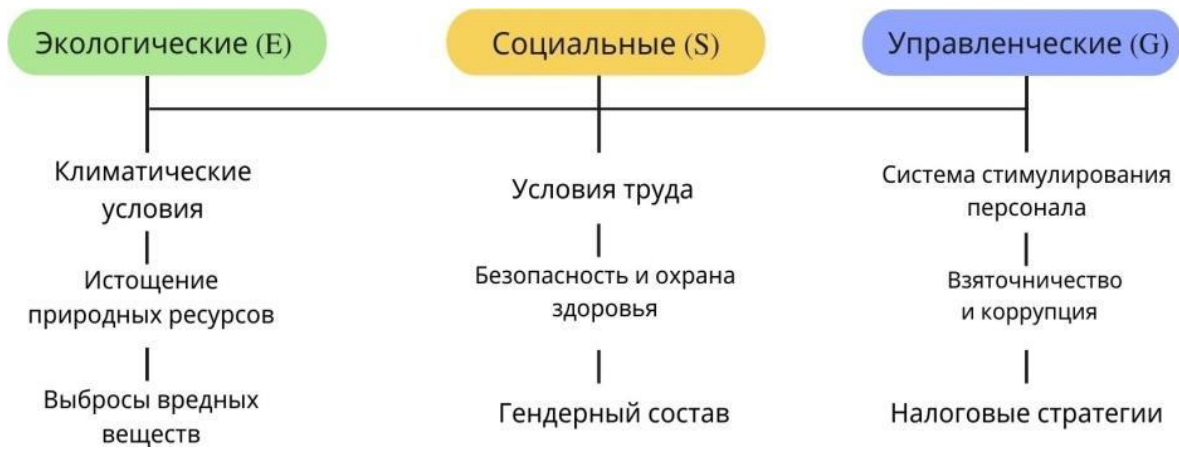 Экологические (E)
Социальные (S)
Управленческие (G)
Климатические
условия
Истощение
природных ресурсов
Выбросы вредных
веществ
Условия труда
Безопасность и охрана
здоровья
Гендерный состав
Система стимулирования
персонала
Взяточничество
и коррупция
Налоговые стратегии